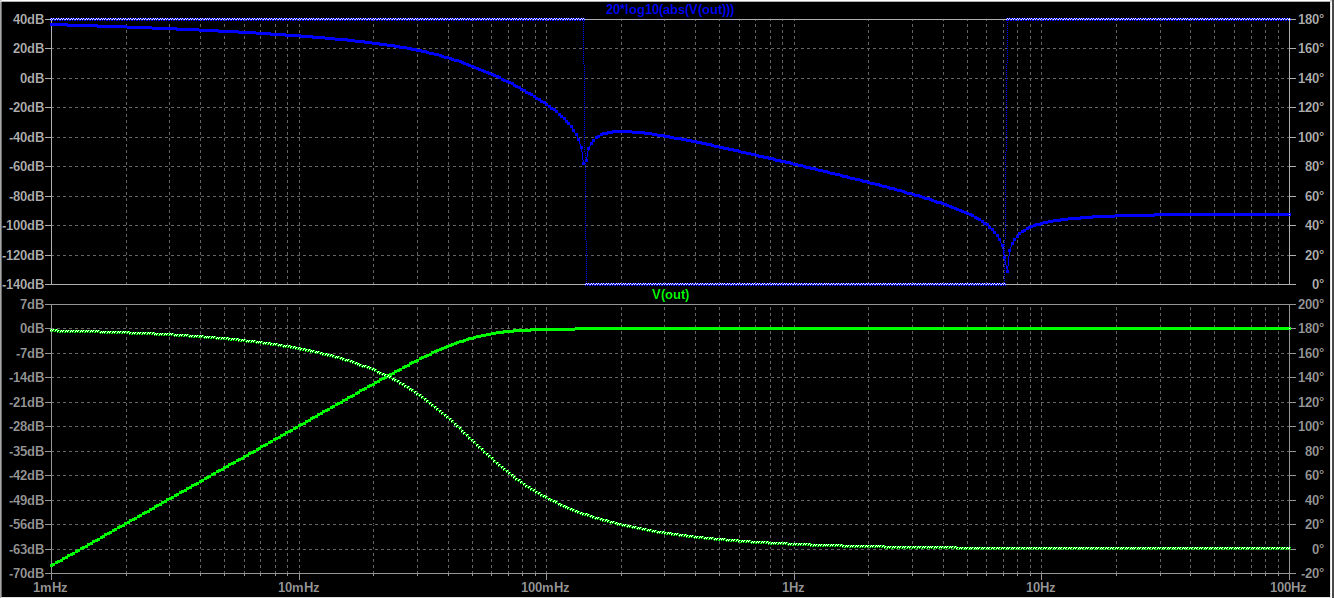 20*log10(abs(V(out)))
40dB 180°
20dB 160°
0dB 140°
-20dB 120°
-40dB 100°
-60dB 80°
-80dB 60°
-100dB 40°
-120dB 20°
-140dB 0°
V(out)
7dB 200°
0dB 180°
-7dB 160°
-14dB 140°
-21dB 120°
-28dB 100°
-35dB 80°
-42dB 60°
-49dB 40°
-56dB 20°
-63dB 0°
-70dB -20°
1mHz 10mHz 100mHz 1Hz 10Hz 100Hz